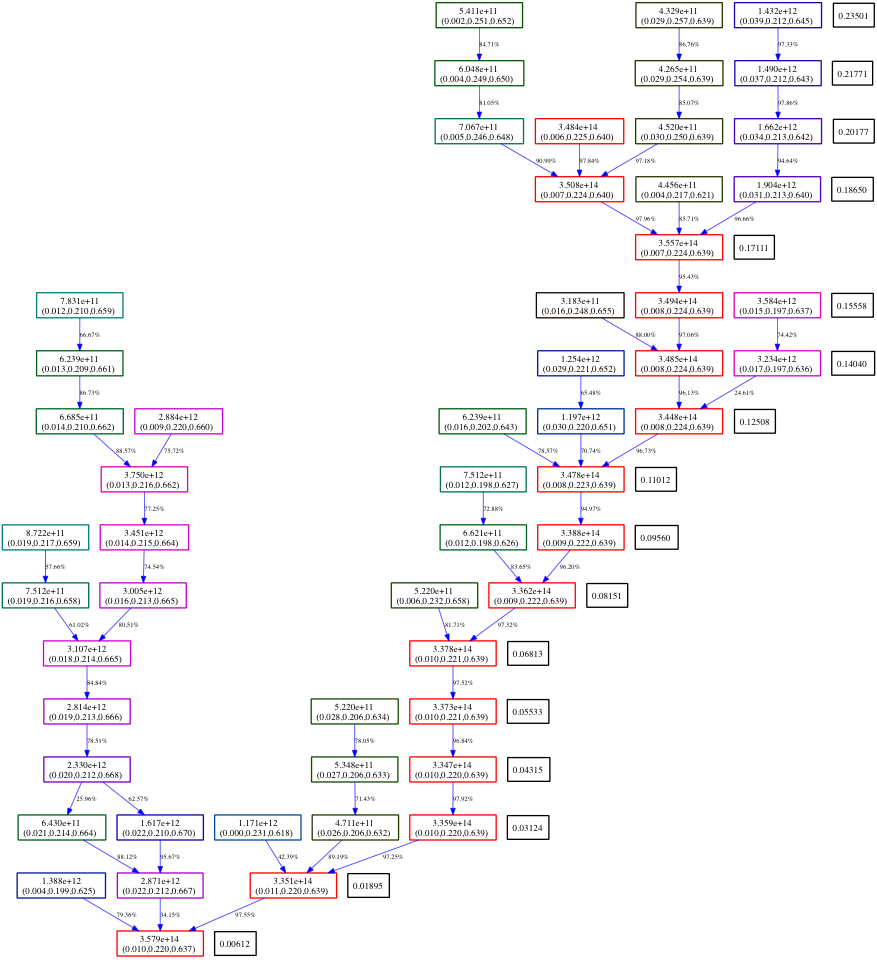 5.411e+11
(0.002,0.251,0.652)
4.329e+11
(0.029,0.257,0.639)
1.432e+12
(0.039,0.212,0.645)
0.23501
84.71%
86.76%
97.33%
6.048e+11
(0.004,0.249,0.650)
4.265e+11
(0.029,0.254,0.639)
1.490e+12
(0.037,0.212,0.643)
0.21771
81.05%
85.07%
97.86%
7.067e+11
(0.005,0.246,0.648)
3.484e+14
(0.006,0.225,0.640)
4.520e+11
(0.030,0.250,0.639)
1.662e+12
(0.034,0.213,0.642)
0.20177
90.99%
97.84%
97.18%
94.64%
3.508e+14
(0.007,0.224,0.640)
4.456e+11
(0.004,0.217,0.621)
1.904e+12
(0.031,0.213,0.640)
0.18650
97.96%
85.71%
96.66%
3.557e+14
(0.007,0.224,0.639)
0.17111
95.43%
7.831e+11
(0.012,0.210,0.659)
3.183e+11
(0.016,0.248,0.655)
3.494e+14
(0.008,0.224,0.639)
3.584e+12
(0.015,0.197,0.637)
0.15558
66.67%
88.00%
97.06%
74.42%
6.239e+11
(0.013,0.209,0.661)
1.254e+12
(0.029,0.221,0.652)
3.485e+14
(0.008,0.224,0.639)
3.234e+12
(0.017,0.197,0.636)
0.14040
86.73%
65.48%
96.13%
24.61%
6.685e+11
(0.014,0.210,0.662)
2.884e+12
(0.009,0.220,0.660)
6.239e+11
(0.016,0.202,0.643)
1.197e+12
(0.030,0.220,0.651)
3.448e+14
(0.008,0.224,0.639)
0.12508
88.57%
75.72%
78.57%
70.74%
96.73%
3.750e+12
(0.013,0.216,0.662)
7.512e+11
(0.012,0.198,0.627)
3.478e+14
(0.008,0.223,0.639)
0.11012
77.25%
72.88%
94.97%
8.722e+11
(0.019,0.217,0.659)
3.451e+12
(0.014,0.215,0.664)
6.621e+11
(0.012,0.198,0.626)
3.388e+14
(0.009,0.222,0.639)
0.09560
57.66%
74.54%
83.65%
96.20%
7.512e+11
(0.019,0.216,0.658)
3.005e+12
(0.016,0.213,0.665)
5.220e+11
(0.006,0.232,0.658)
3.362e+14
(0.009,0.222,0.639)
0.08151
61.02%
80.51%
81.71%
97.32%
3.107e+12
(0.018,0.214,0.665)
3.378e+14
(0.010,0.221,0.639)
0.06813
84.84%
97.52%
2.814e+12
(0.019,0.213,0.666)
5.220e+11
(0.028,0.206,0.634)
3.373e+14
(0.010,0.221,0.639)
0.05533
78.51%
78.05%
96.84%
2.330e+12
(0.020,0.212,0.668)
5.348e+11
(0.027,0.206,0.633)
3.347e+14
(0.010,0.220,0.639)
0.04315
25.96%
62.57%
71.43%
97.92%
6.430e+11
(0.021,0.214,0.664)
1.617e+12
(0.022,0.210,0.670)
1.171e+12
(0.000,0.231,0.618)
4.711e+11
(0.026,0.206,0.632)
3.359e+14
(0.010,0.220,0.639)
0.03124
88.12%
95.67%
42.39%
89.19%
97.25%
1.388e+12
(0.004,0.199,0.625)
2.871e+12
(0.022,0.212,0.667)
3.351e+14
(0.011,0.220,0.639)
0.01895
79.36%
34.15%
97.55%
3.579e+14
(0.010,0.220,0.637)
0.00612